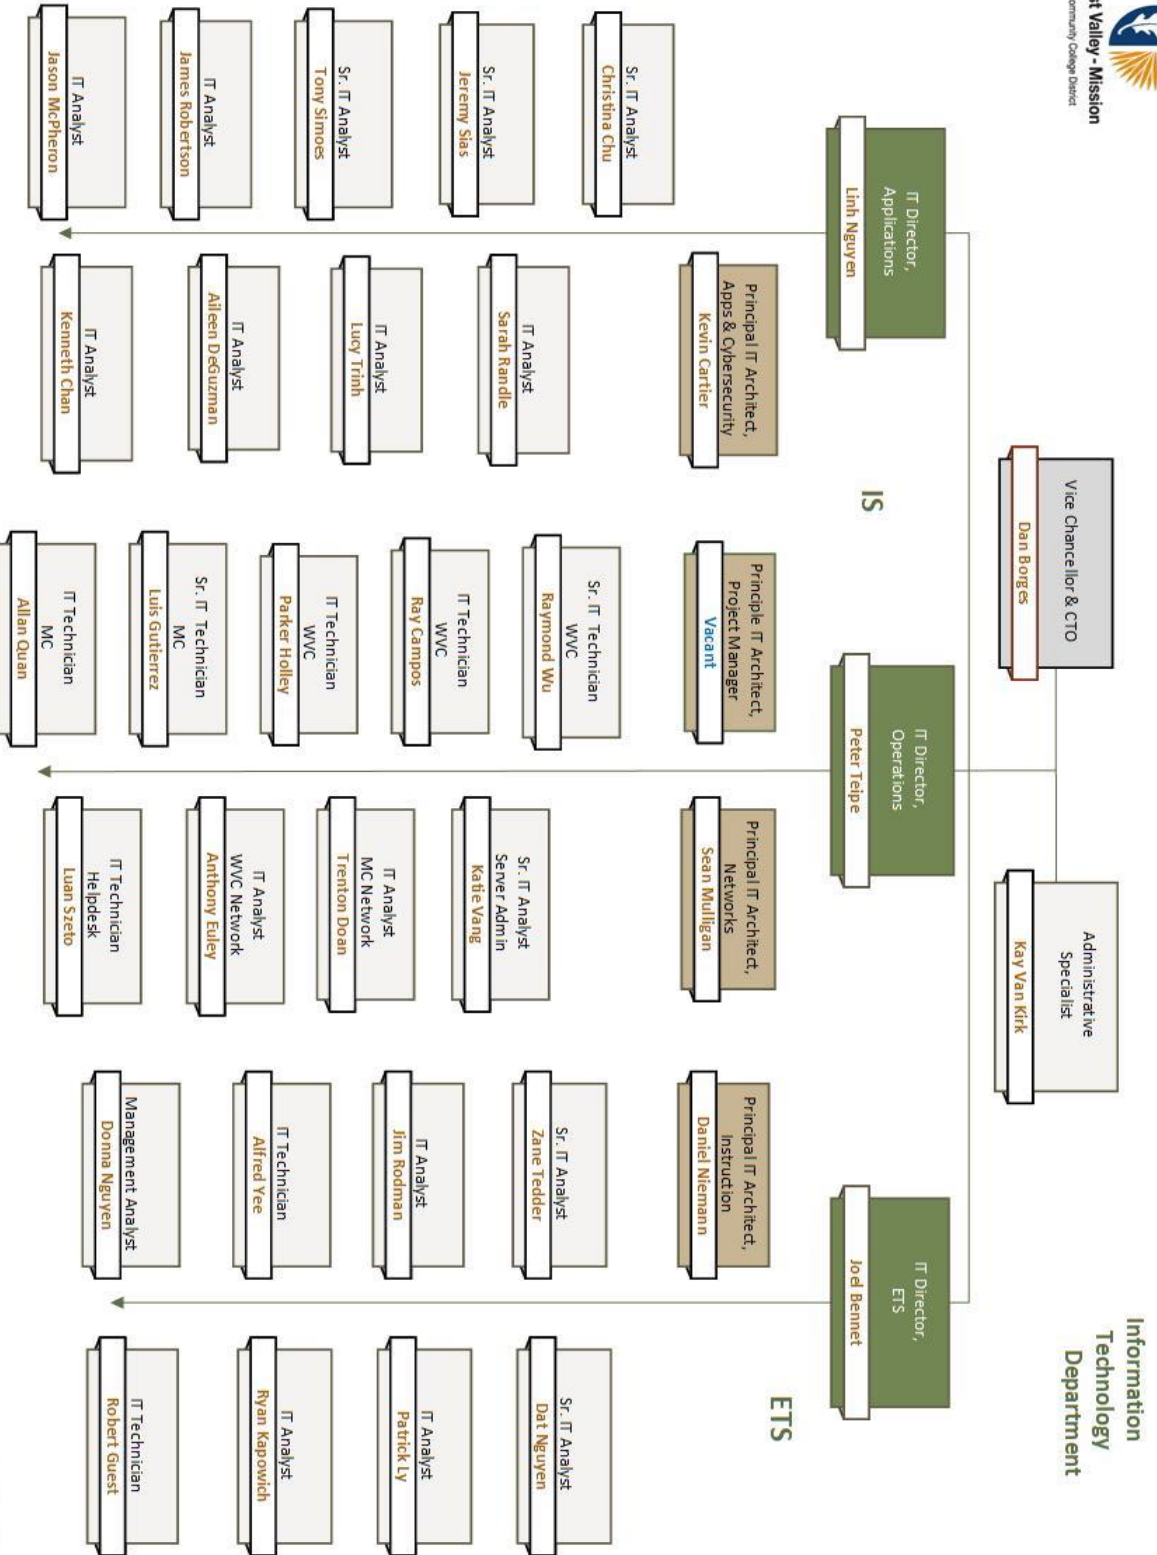 st Valley - Mission
ommunity College District
Information
Technology
Department
Vice Chancellor & CTO
Dan Borges
Administrative
Specialist
Kay Van Kirk
IT Director,
Applications
Linh Nguyen
IT Director,
Operations
Peter Teipe
IT Director,
ETS
Joel Bennet
IS
ETS
Principal IT Architect,
Apps & Cybersecurity
Kevin Cartier
Principle IT Architect,
Project Manager
Vacant
Principal IT Architect,
Networks
Sean Mulligan
Principal IT Architect,
Instruction
Daniel Niemann
Sr. IT Analyst
Christina Chu
Sr. IT Analyst
Jeremy Sias
Sr. IT Analyst
Tony Simoes
IT Analyst
James Robertson
IT Analyst
Jason McPheron
IT Analyst
Sarah Randle
IT Analyst
Lucy Trinh
IT Analyst
Aileen DeGuzman
IT Analyst
Kenneth Chan
Sr. IT Technician
WVC
Raymond Wu
IT Technician
WVC
Ray Campos
IT Technician
WVC
Parker Holley
Sr. IT Technician
MC
Luis Gutierrez
IT Technician
MC
Allan Quan
Sr. IT Analyst
Server Admin
Katie Vang
IT Analyst
MC Network
Trenton Doan
IT Analyst
WVC Network
Anthony Euley
IT Technician
Helpdesk
Luan Szeto
Sr. IT Analyst
Zane Tedder
IT Analyst
Jim Rodman
IT Technician
Alfred Yee
Management Analyst
Donna Nguyen
Sr. IT Analyst
Dat Nguyen
IT Analyst
Patrick Ly
IT Analyst
Ryan Kapowich
IT Technician
Robert Guest